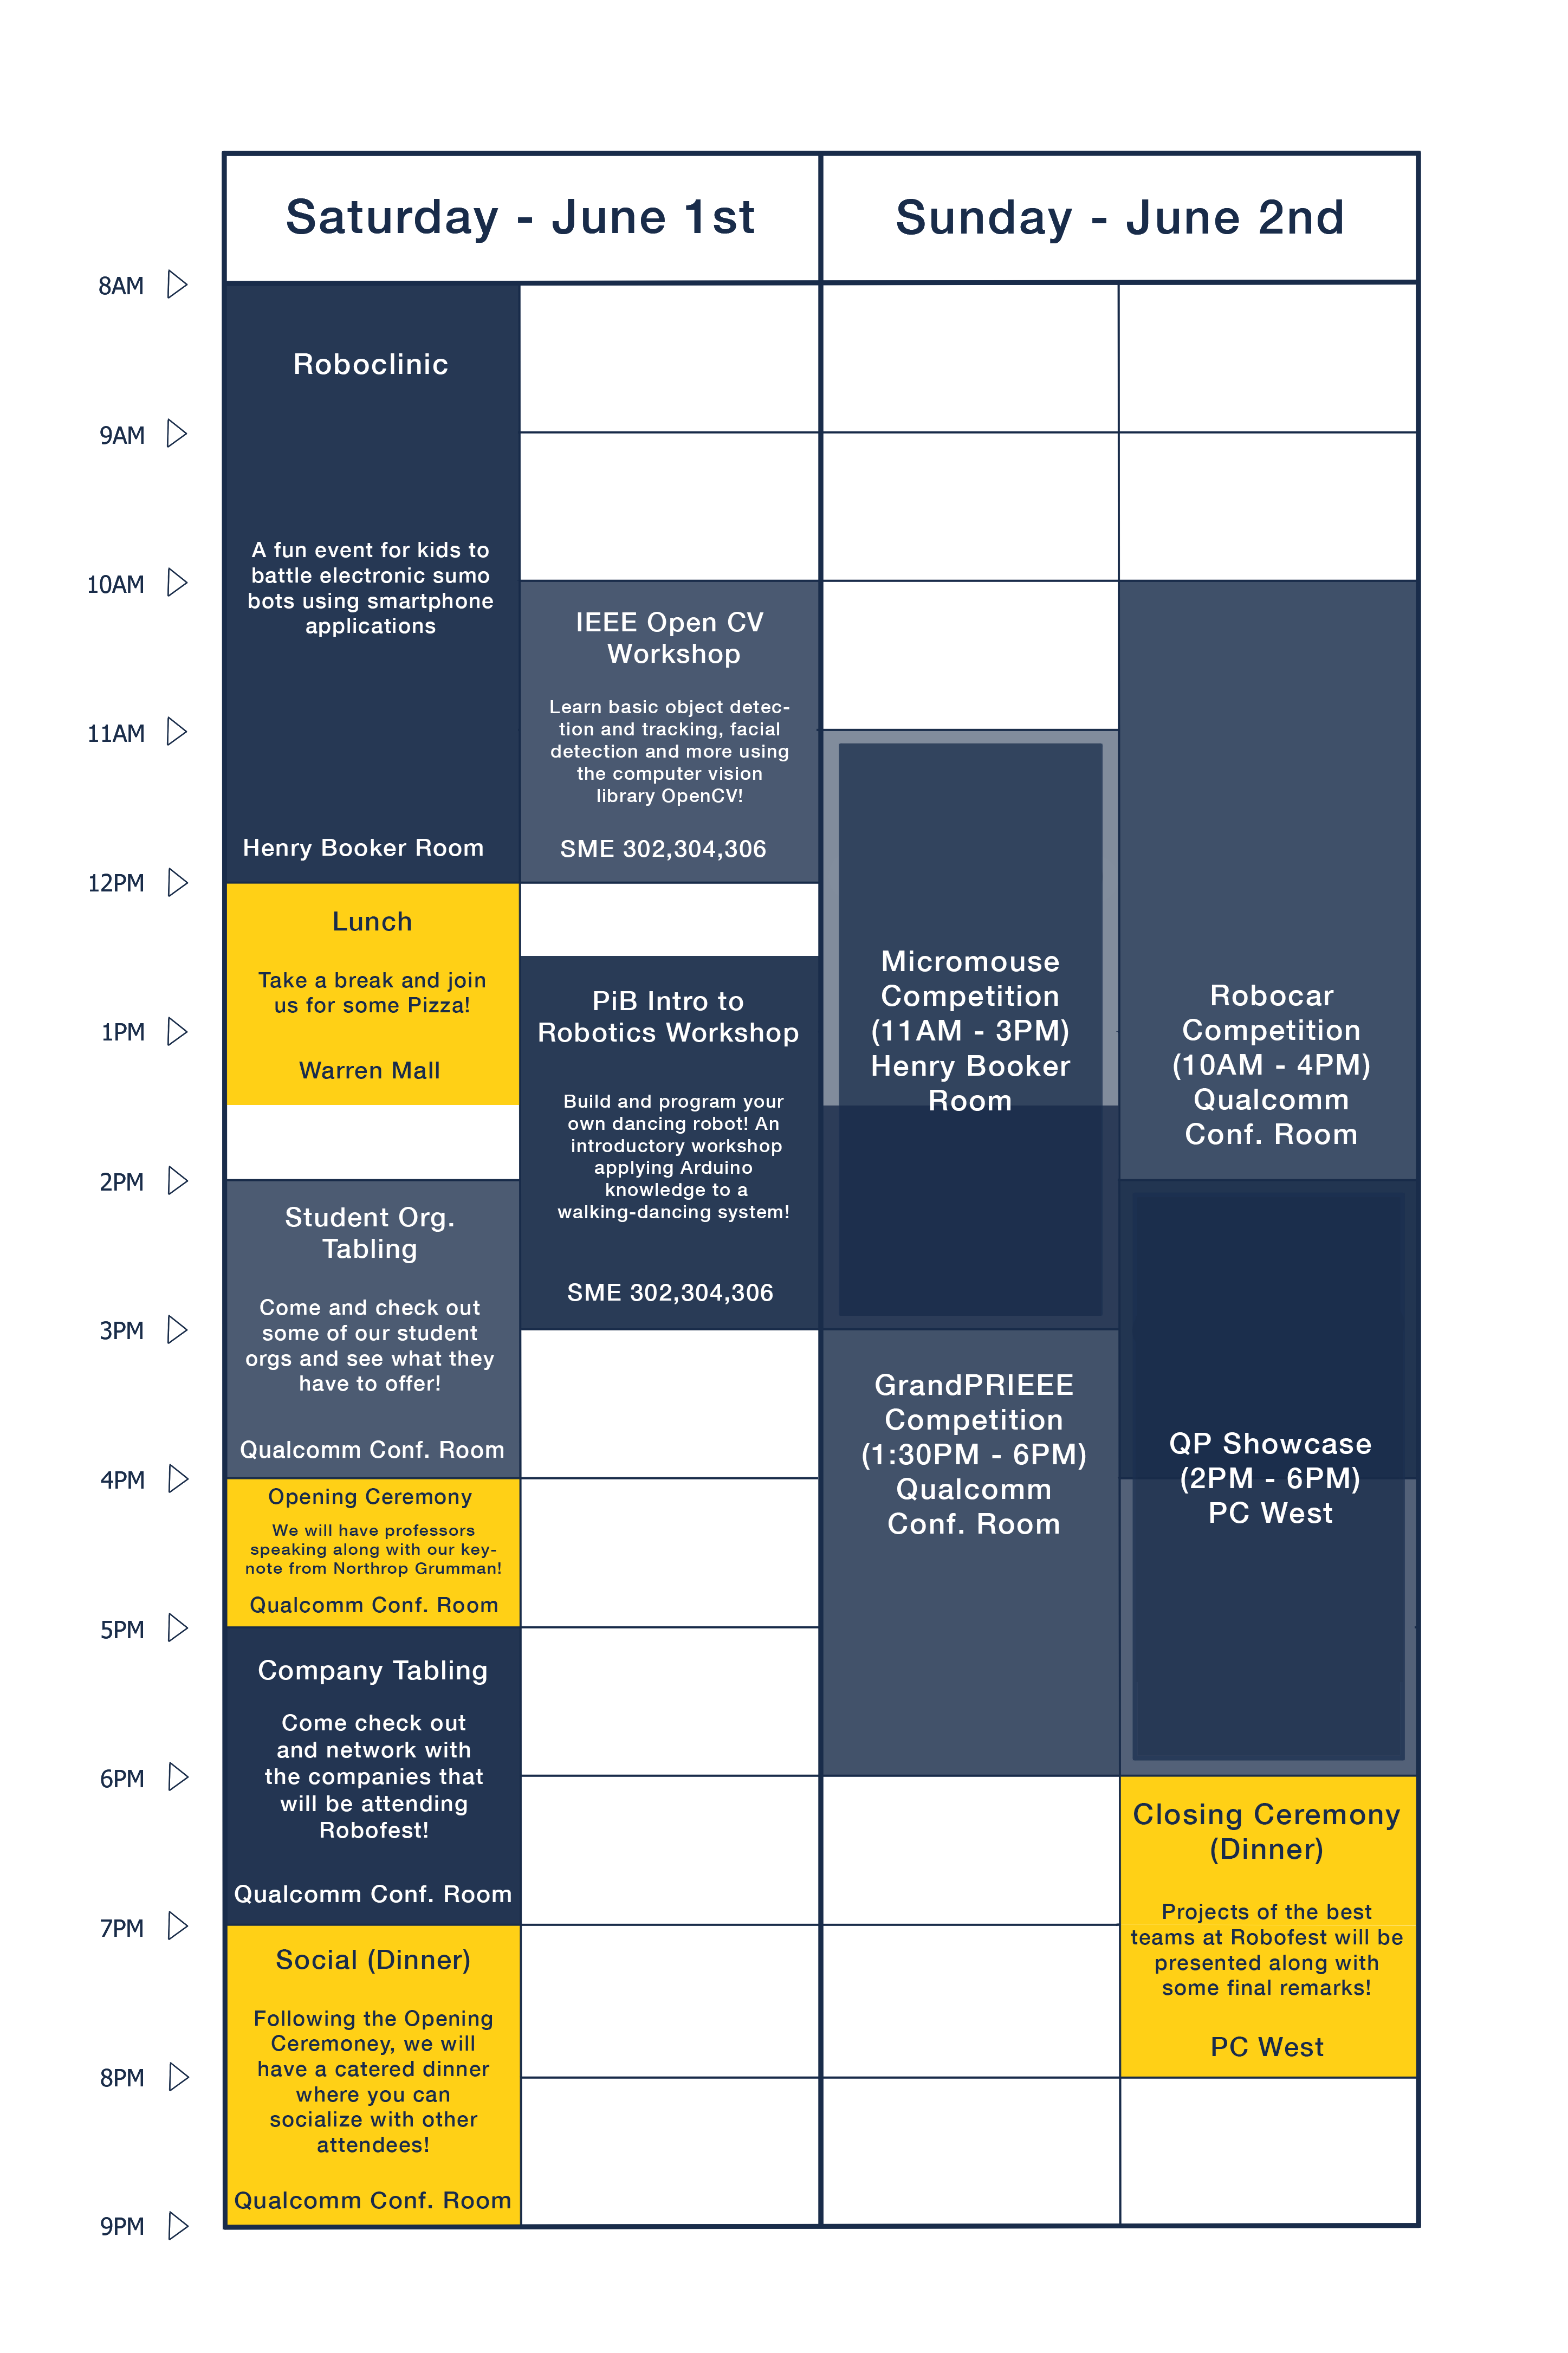 Saturday - June 1st
Sunday - June 2nd
8AM
9AM
10AM
11AM
12PM
1PM
2PM
3PM
4PM
5PM
6PM
7PM
8PM
9PM
Roboclinic
A fun event for kids to
battle electronic sumo
bots using smartphone
applications
Henry Booker Room
Lunch
Take a break and join
us for some Pizza!
Warren Mall
Student Org.
Tabling
Come and check out
some of our student
orgs and see what they
have to offer!
Qualcomm Conf. Room
Opening Ceremony
We will have professors
speaking along with our key-
note from Northrop Grumman!
Qualcomm Conf. Room
Company Tabling
Come check out
and network with
the companies that
will be attending
Robofest!
Qualcomm Conf. Room
Social (Dinner)
Following the Opening
Ceremoney, we will
have a catered dinner
where you can
socialize with other
attendees!
Qualcomm Conf. Room
IEEE Open CV
Workshop
Learn basic object detec-
tion and tracking, facial
detection and more using
the computer vision
library OpenCV!
SME 302,304,306
PiB Intro to
Robotics Workshop
Build and program your
own dancing robot! An
introductory workshop
applying Arduino
knowledge to a
walking-dancing system!
SME 302,304,306
Micromouse
Competition
(11AM - 3PM)
Henry Booker
Room
GrandPRIEEE
Competition
(1:30PM - 6PM)
Qualcomm
Conf. Room
Robocar
Competition
(10AM - 4PM)
Qualcomm
Conf. Room
QP Showcase
(2PM - 6PM)
PC West
Closing Ceremony
(Dinner)
Projects of the best
teams at Robofest will be
presented along with
some final remarks!
PC West